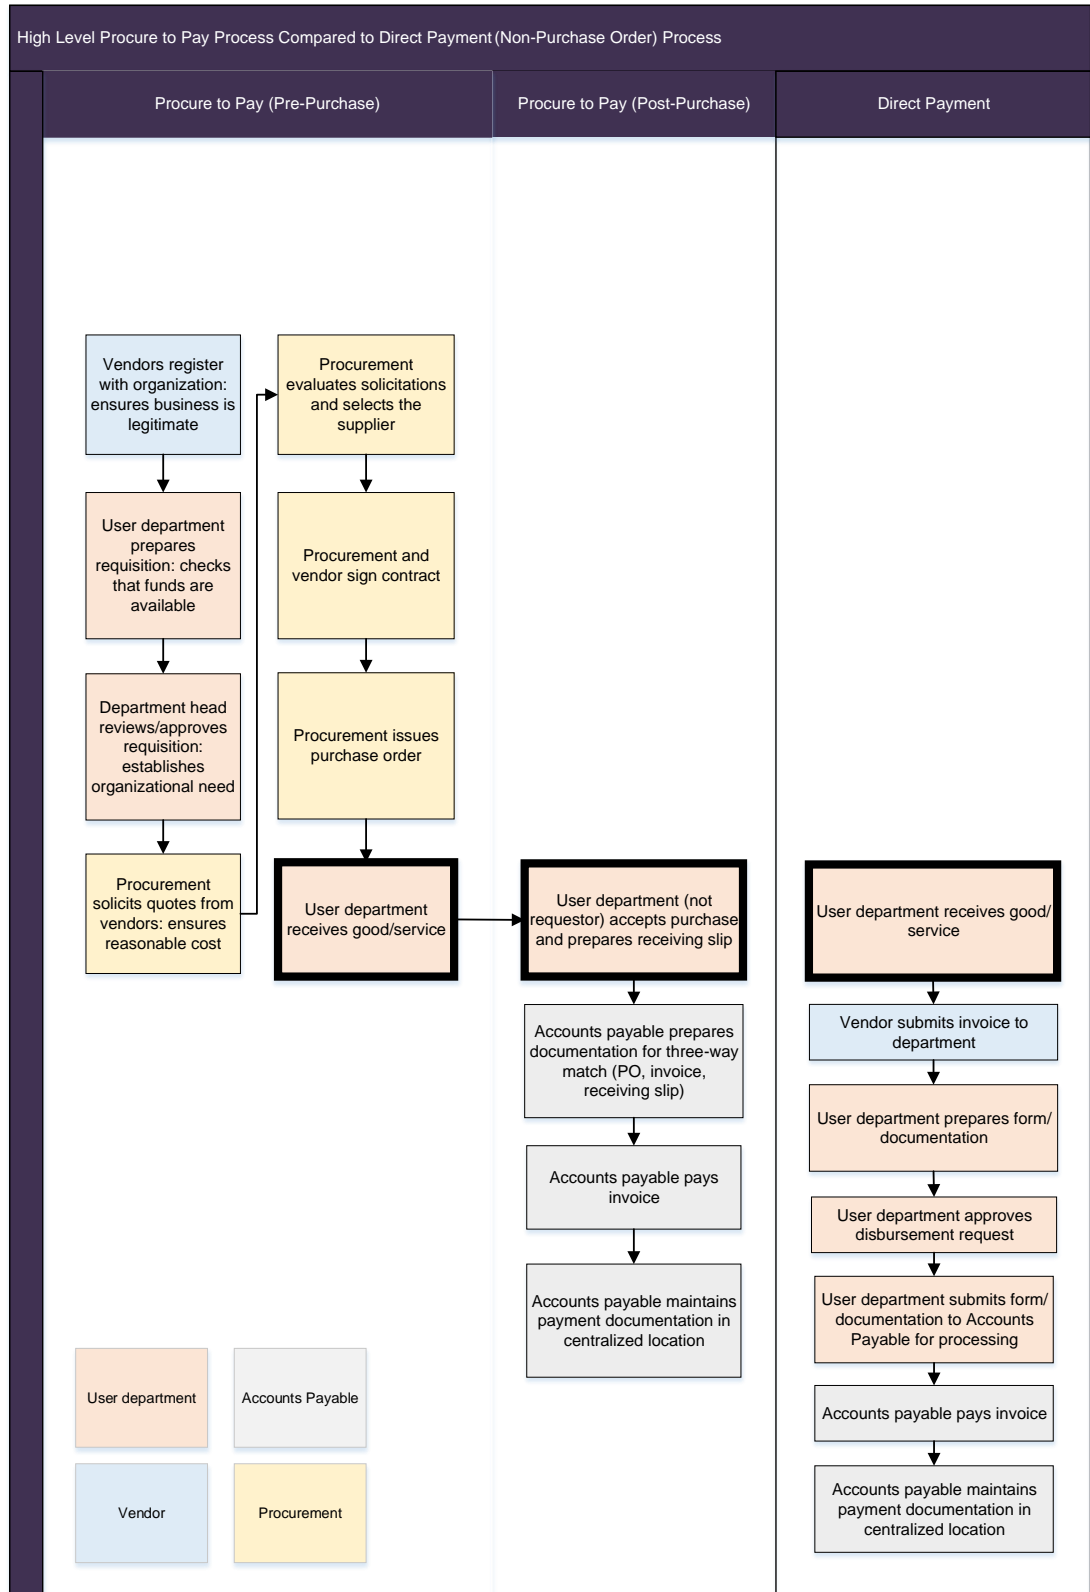 High Level Procure to Pay Process Compared to Direct Payment (Non-Purchase Order) Process
Procure to Pay (Pre-Purchase)
Procure to Pay (Post-Purchase)
Direct Payment
Vendors register
with organization:
ensures business is
legitimate
User department
prepares
requisition: checks
that funds are
available
Department head
reviews/approves
requisition:
establishes
organizational need
Procurement
solicits quotes from
vendors: ensures
reasonable cost
Procurement
evaluates solicitations
and selects the
supplier
Procurement and
vendor sign contract
Procurement issues
purchase order
User department
receives good/service
User department (not
requestor) accepts purchase
and prepares receiving slip
Accounts payable prepares
documentation for three-way
match (PO, invoice,
receiving slip)
Accounts payable pays
invoice
Accounts payable maintains
payment documentation in
centralized location
User department receives good/
service
Vendor submits invoice to
department
User department prepares form/
documentation
User department approves
disbursement request
User department submits form/
documentation to Accounts
Payable for processing
Accounts payable pays invoice
Accounts payable maintains
payment documentation in
centralized location
User department
Accounts Payable
Vendor
Procurement